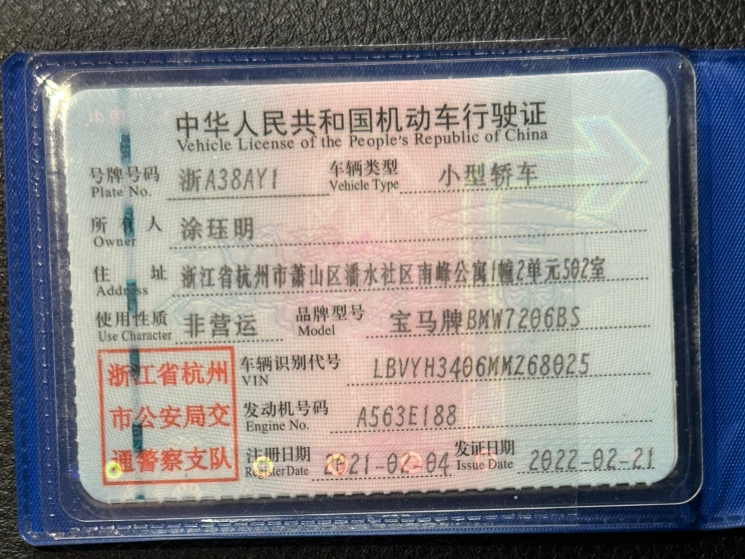 中华人民共和国机动车行驶证
Vehicle License of the People's Republic of China
号牌号码 浙A38AY1 车辆类型 小型轿车
Plate No. Vehicle Type
所有人 涂珏明
Owner
住址 浙江省杭州市萧山区潘水社区南峰公寓1幢2单元502室
Address
使用性质 非营运 品牌型号 宝马牌BMW7206BS
Use Character Model
浙江省杭州
市公安局交
通警察支队
车辆识别代号 LBVYH3406MMZ68025
VIN
发动机号码 A563E188
Engine No.
注册日期 2021-02-04 发证日期 2022-02-21
Register Date Issue Date